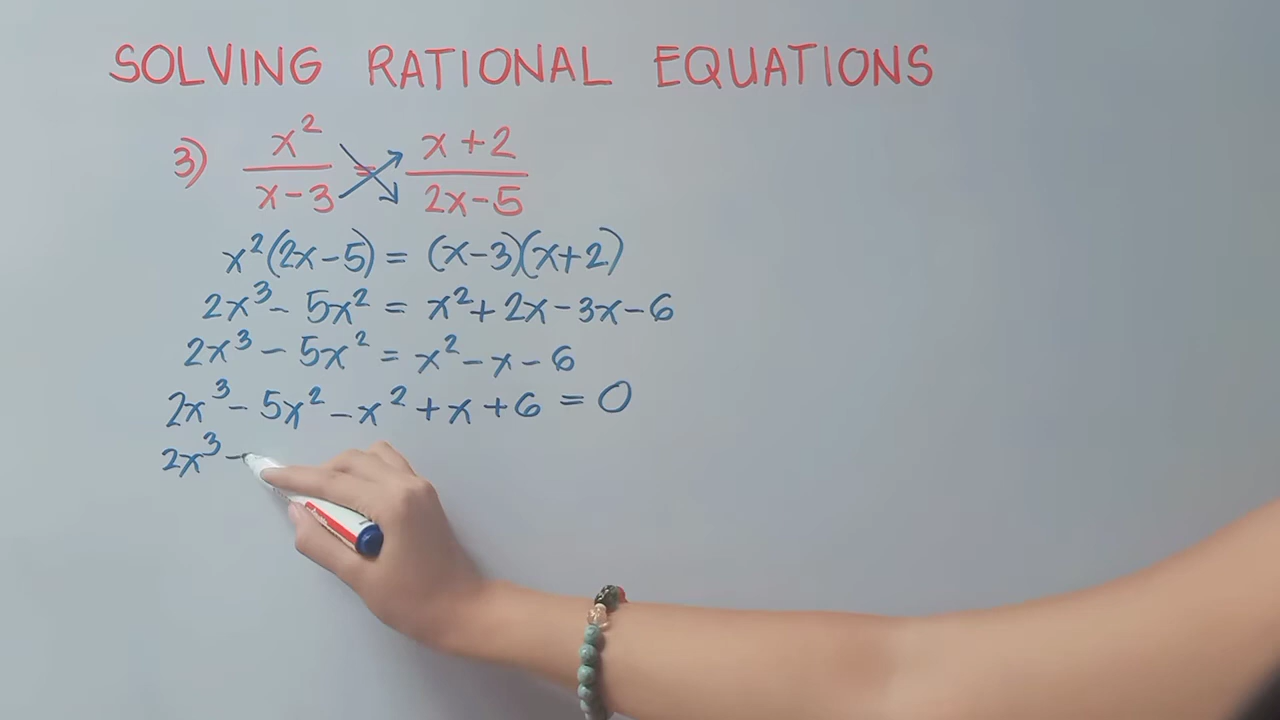 SOLVING RATIONAL EQUATIONS
3) x²/(x-3) = (x+2)/(2x-5)
x²(2x-5) = (x-3)(x+2)
2x³ - 5x² = x² + 2x - 3x - 6
2x³ - 5x² = x² - x - 6
2x³ - 5x² - x² + x + 6 = 0
2x³ -